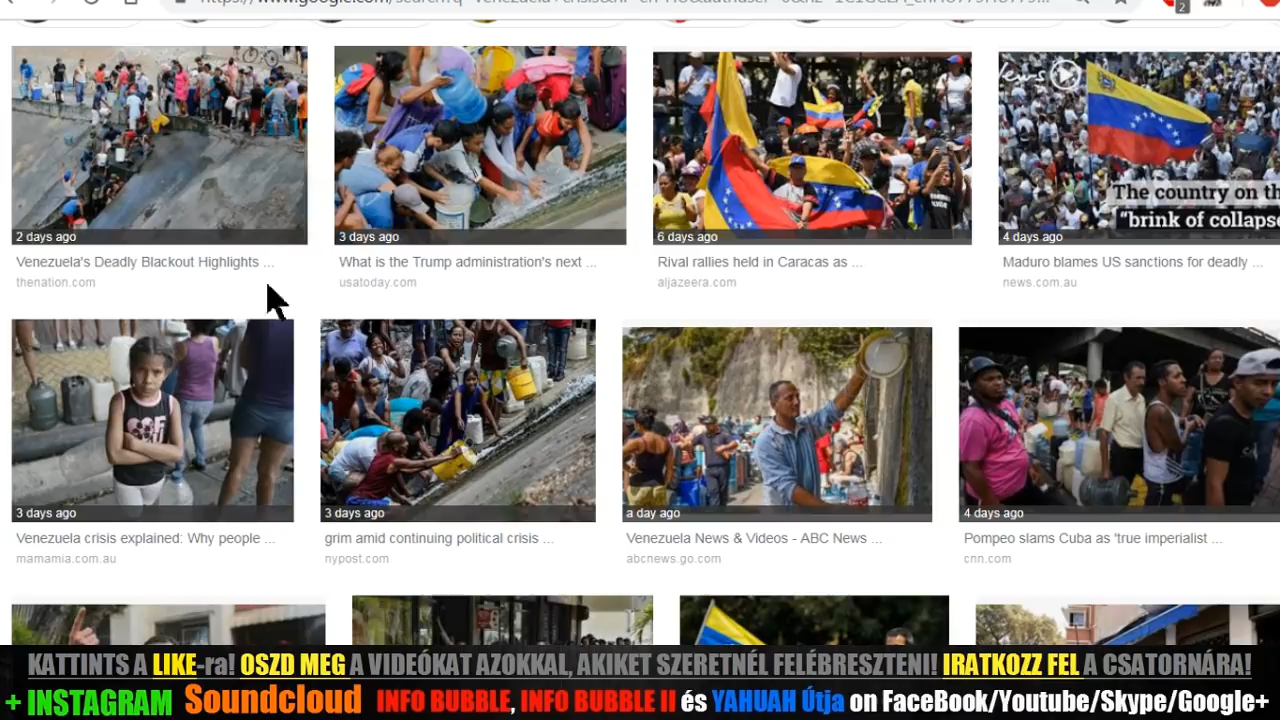 2
News
The country on th
"brink of collapse
2 days ago
3 days ago
6 days ago
4 days ago
Venezuela's Deadly Blackout Highlights ...
What is the Trump administration's next ...
Rival rallies held in Caracas as ...
Maduro blames US sanctions for deadly ...
thenation.com
usatoday.com
aljazeera.com
news.com.au
3 days ago
3 days ago
a day ago
4 days ago
Venezuela crisis explained: Why people ...
grim amid continuing political crisis ...
Venezuela News & Videos - ABC News ...
Pompeo slams Cuba as 'true imperialist ...
mamamia.com.au
nypost.com
abcnews.go.com
cnn.com
KATTINTS A LIKE-ra! OSZD MEG A VIDEÓKAT AZOKKAL, AKIKET SZERETNÉL FELÉBRESZTENI! IRATKOZZ FEL A CSATORNÁRA!
+ INSTAGRAM Soundcloud INFO BUBBLE, INFO BUBBLE II és YAHUAH Útja on FaceBook/Youtube/Skype/Google+